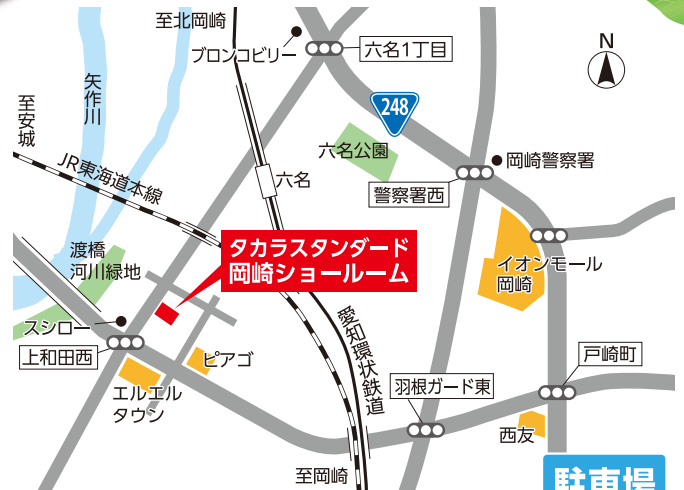 至北岡崎
ブロンコビリー
六名1丁目
N
矢作川
至安城
248
JR東海道本線
六名公園
岡崎警察署
六名
警察署西
タカラスタンダード
岡崎ショールーム
渡橋
河川緑地
イオンモール
岡崎
スシロー
上和田西
ピアゴ
愛知環状鉄道
戸崎町
エルエル
タウン
羽根ガード東
西友
至岡崎
駐車場